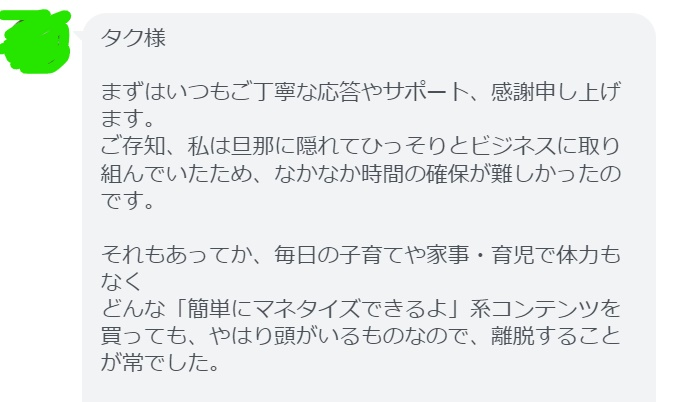 タク様
まずはいつもご丁寧な応答やサポート、感謝申し上げ
ます。
ご存知、私は旦那に隠れてひっそりとビジネスに取り
組んでいたため、なかなか時間の確保が難しかったの
です。
それもあってか、毎日の子育てや家事・育児で体力も
なく
どんな「簡単にマネタイズできるよ」系コンテンツを
買っても、やはり頭がいるものなので、離脱すること
が常でした。